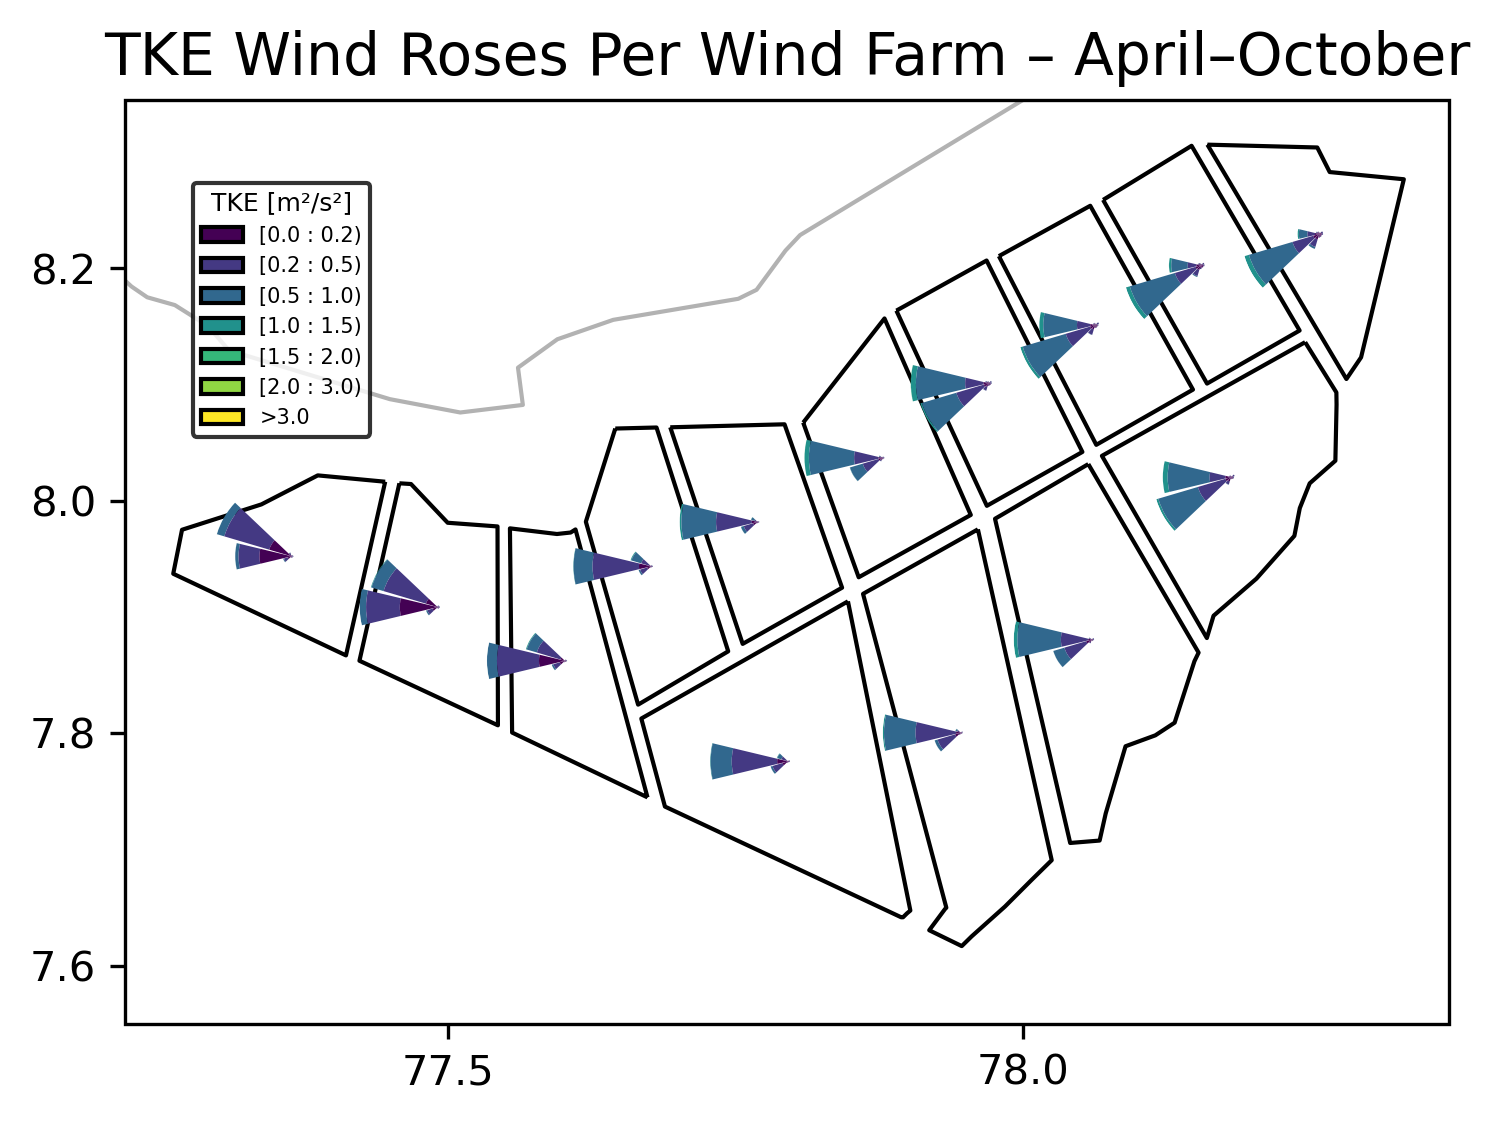 TKE Wind Roses Per Wind Farm – April–October
TKE [m²/s²]
[0.0 : 0.2)
[0.2 : 0.5)
[0.5 : 1.0)
[1.0 : 1.5)
[1.5 : 2.0)
[2.0 : 3.0)
>3.0
8.2
8.0
7.8
7.6
77.5
78.0